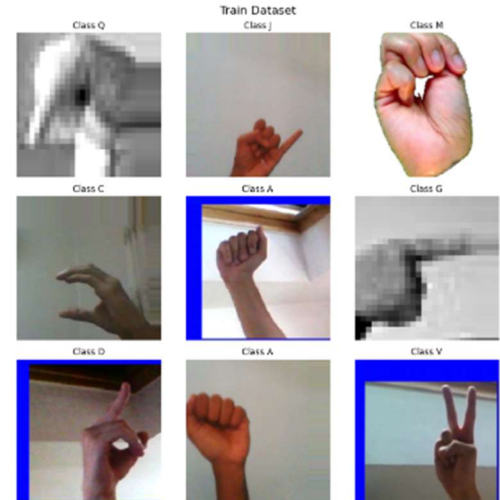 Train Dataset
Class Q
Class J
Class M
Class C
Class A
Class G
Class D
Class A
Class V